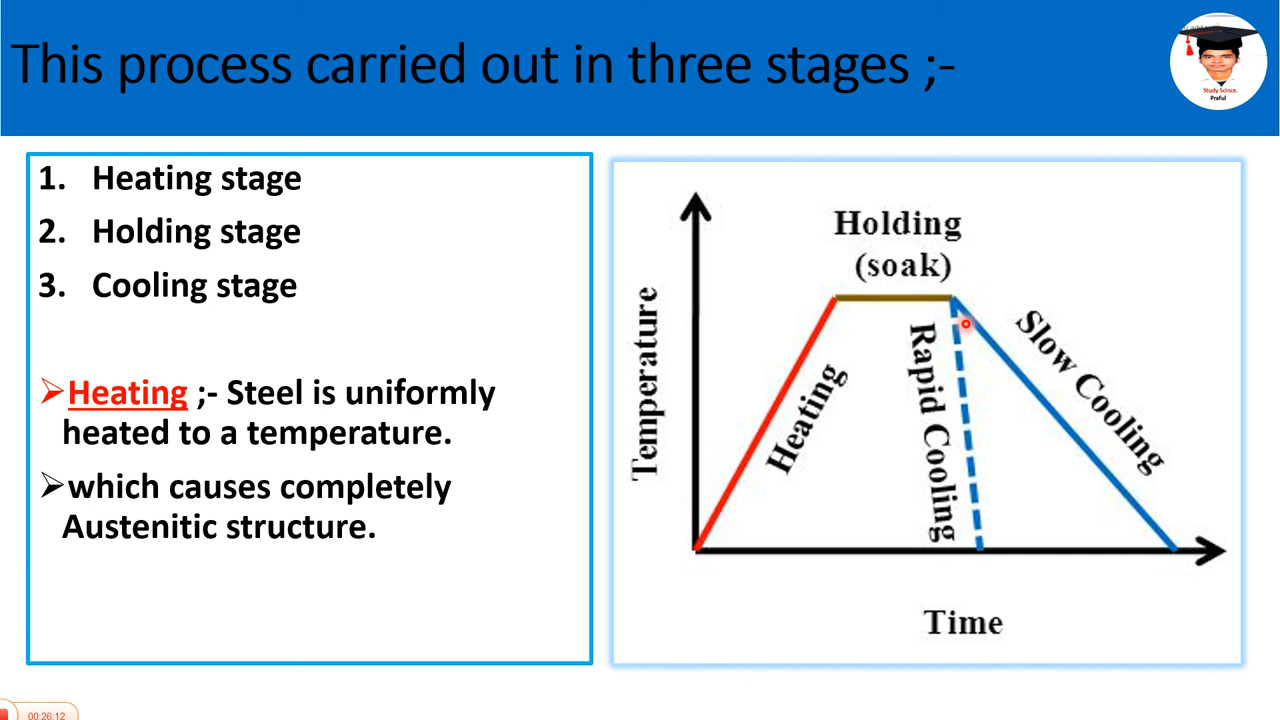 This process carried out in three stages ;-
Study Scince.
Praful
1. Heating stage
2. Holding stage
3. Cooling stage
➢Heating ;- Steel is uniformly
heated to a temperature.
➢which causes completely
Austenitic structure.
Holding
(soak)
Temperature
Heating
Rapid Cooling
Slow Cooling
Time
00:26:12